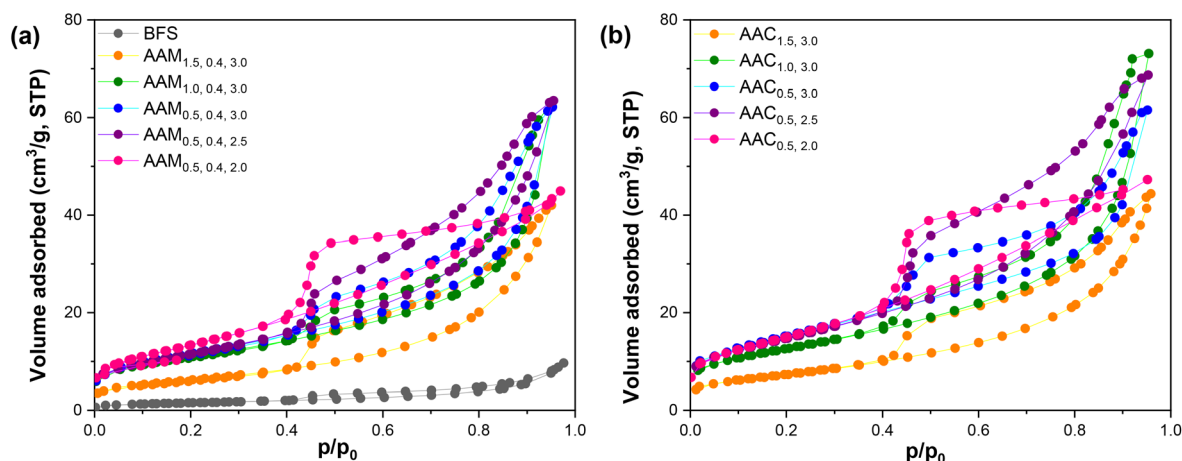 (a)
Volume adsorbed (cm³/g, STP)
80
60
40
20
0
BFS
AAM1.5, 0.4, 3.0
AAM1.0, 0.4, 3.0
AAM0.5, 0.4, 3.0
AAM0.5, 0.4, 2.5
AAM0.5, 0.4, 2.0
0.0 0.2 0.4 0.6 0.8 1.0
p/p0
(b)
Volume adsorbed (cm³/g, STP)
80
60
40
20
0
AAC1.5, 3.0
AAC1.0, 3.0
AAC0.5, 3.0
AAC0.5, 2.5
AAC0.5, 2.0
0.0 0.2 0.4 0.6 0.8 1.0
p/p0